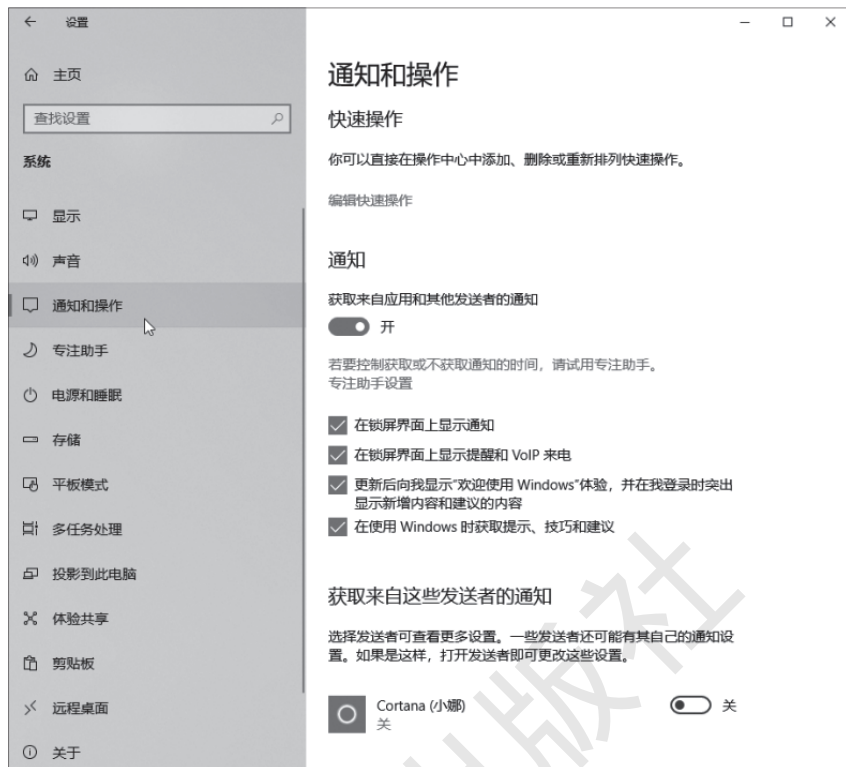 设置
主页
查找设置
系统
显示
声音
通知和操作
专注助手
电源和睡眠
存储
平板模式
多任务处理
投影到此电脑
体验共享
剪贴板
远程桌面
关于
通知和操作
快速操作
你可以直接在操作中心中添加、删除或重新排列快速操作。
编辑快速操作
通知
获取来自应用和其他发送者的通知
开
若要控制获取或不获取通知的时间，请试用专注助手。
专注助手设置
在锁屏界面上显示通知
在锁屏界面上显示提醒和 VoIP 来电
更新后向我显示"欢迎使用 Windows"体验，并在我登录时突出
显示新增内容和建议的内容
在使用 Windows 时获取提示、技巧和建议
获取来自这些发送者的通知
选择发送者可查看更多设置。一些发送者还可能有其自己的通知设
置。如果是这样，打开发送者即可更改这些设置。
Cortana (小娜)
关
关
出版社